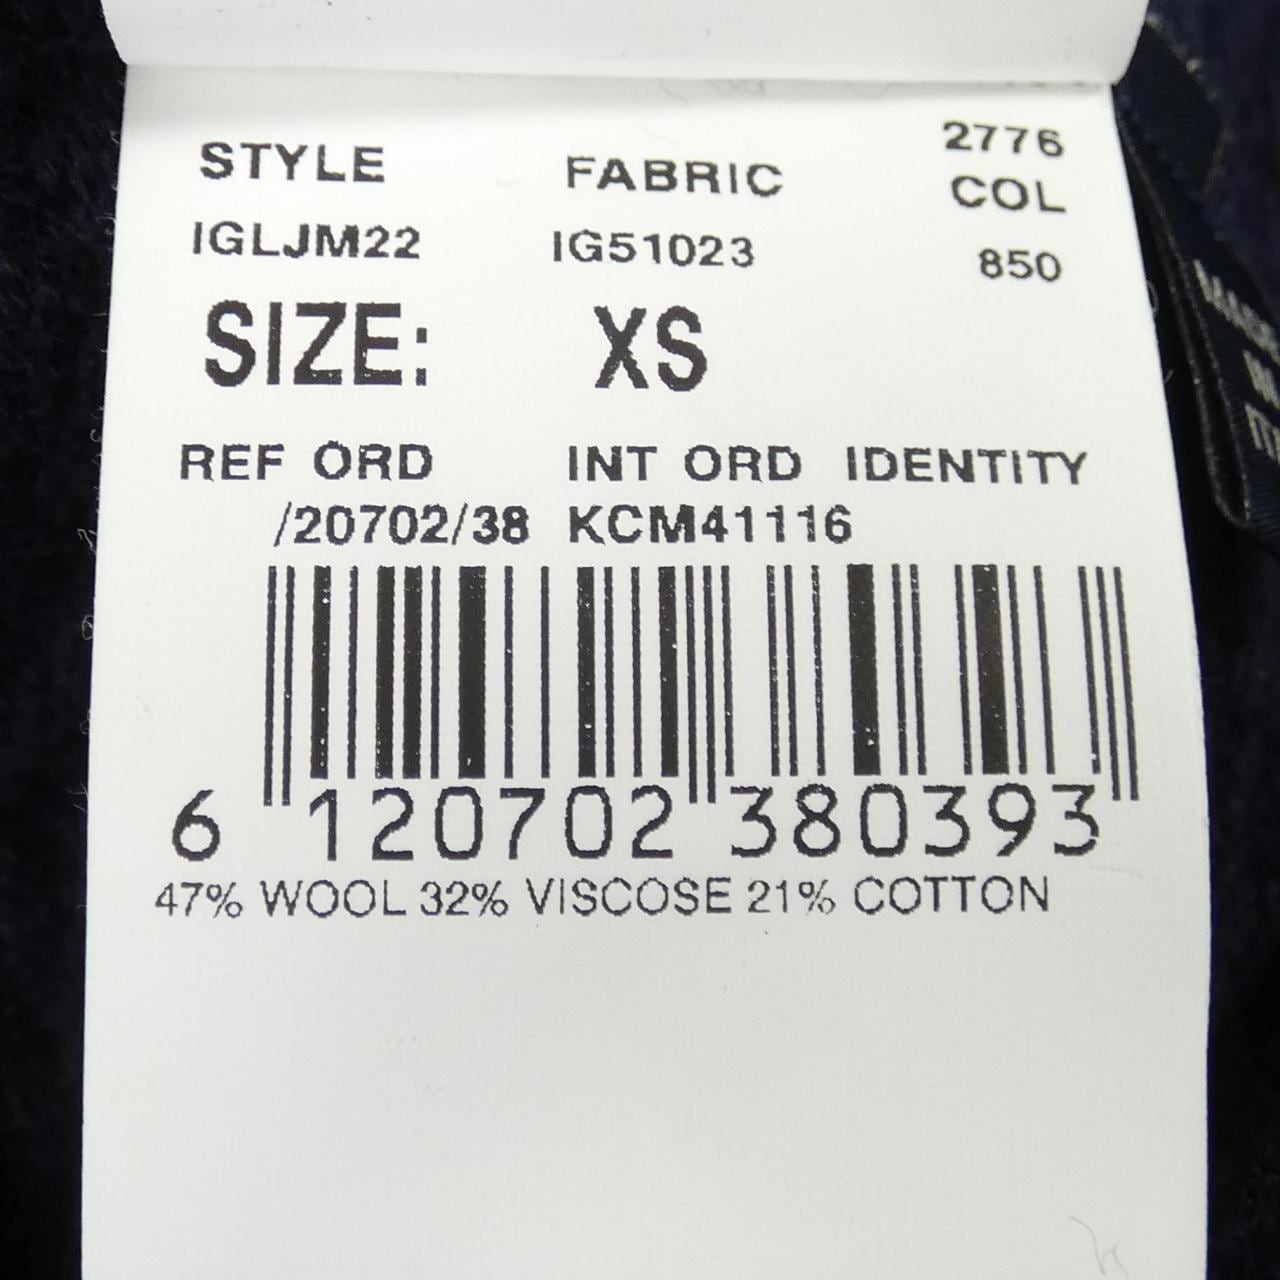 2776
STYLE FABRIC COL
IGLJM22 IG51023 850
SIZE: XS
REF ORD INT ORD IDENTITY
/20702/38 KCM41116
6 120702 380393
47% WOOL 32% VISCOSE 21% COTTON